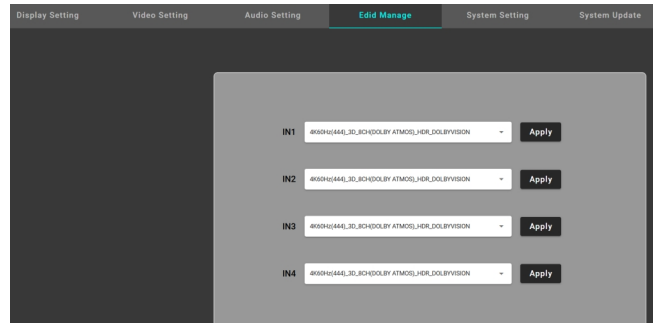 Display Setting Video Setting Audio Setting Edid Manage System Setting System Update
IN1 4K60Hz(444)_3D_8CH(DOLBY ATMOS)_HDR_DOLBYVISION Apply
IN2 4K60Hz(444)_3D_8CH(DOLBY ATMOS)_HDR_DOLBYVISION Apply
IN3 4K60Hz(444)_3D_8CH(DOLBY ATMOS)_HDR_DOLBYVISION Apply
IN4 4K60Hz(444)_3D_8CH(DOLBY ATMOS)_HDR_DOLBYVISION Apply